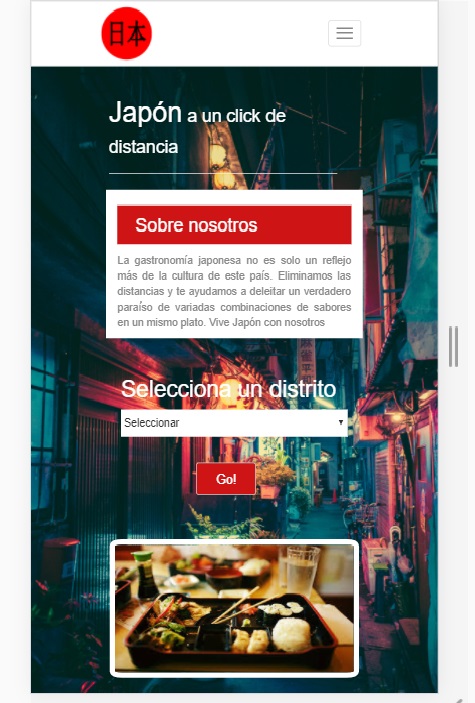 日本
Japón a un click de
distancia
Sobre nosotros
La gastronomía japonesa no es solo un reflejo
más de la cultura de este país. Eliminamos las
distancias y te ayudamos a deleitar un verdadero
paraíso de variadas combinaciones de sabores
en un mismo plato. Vive Japón con nosotros
Selecciona un distrito
Seleccionar
Go!